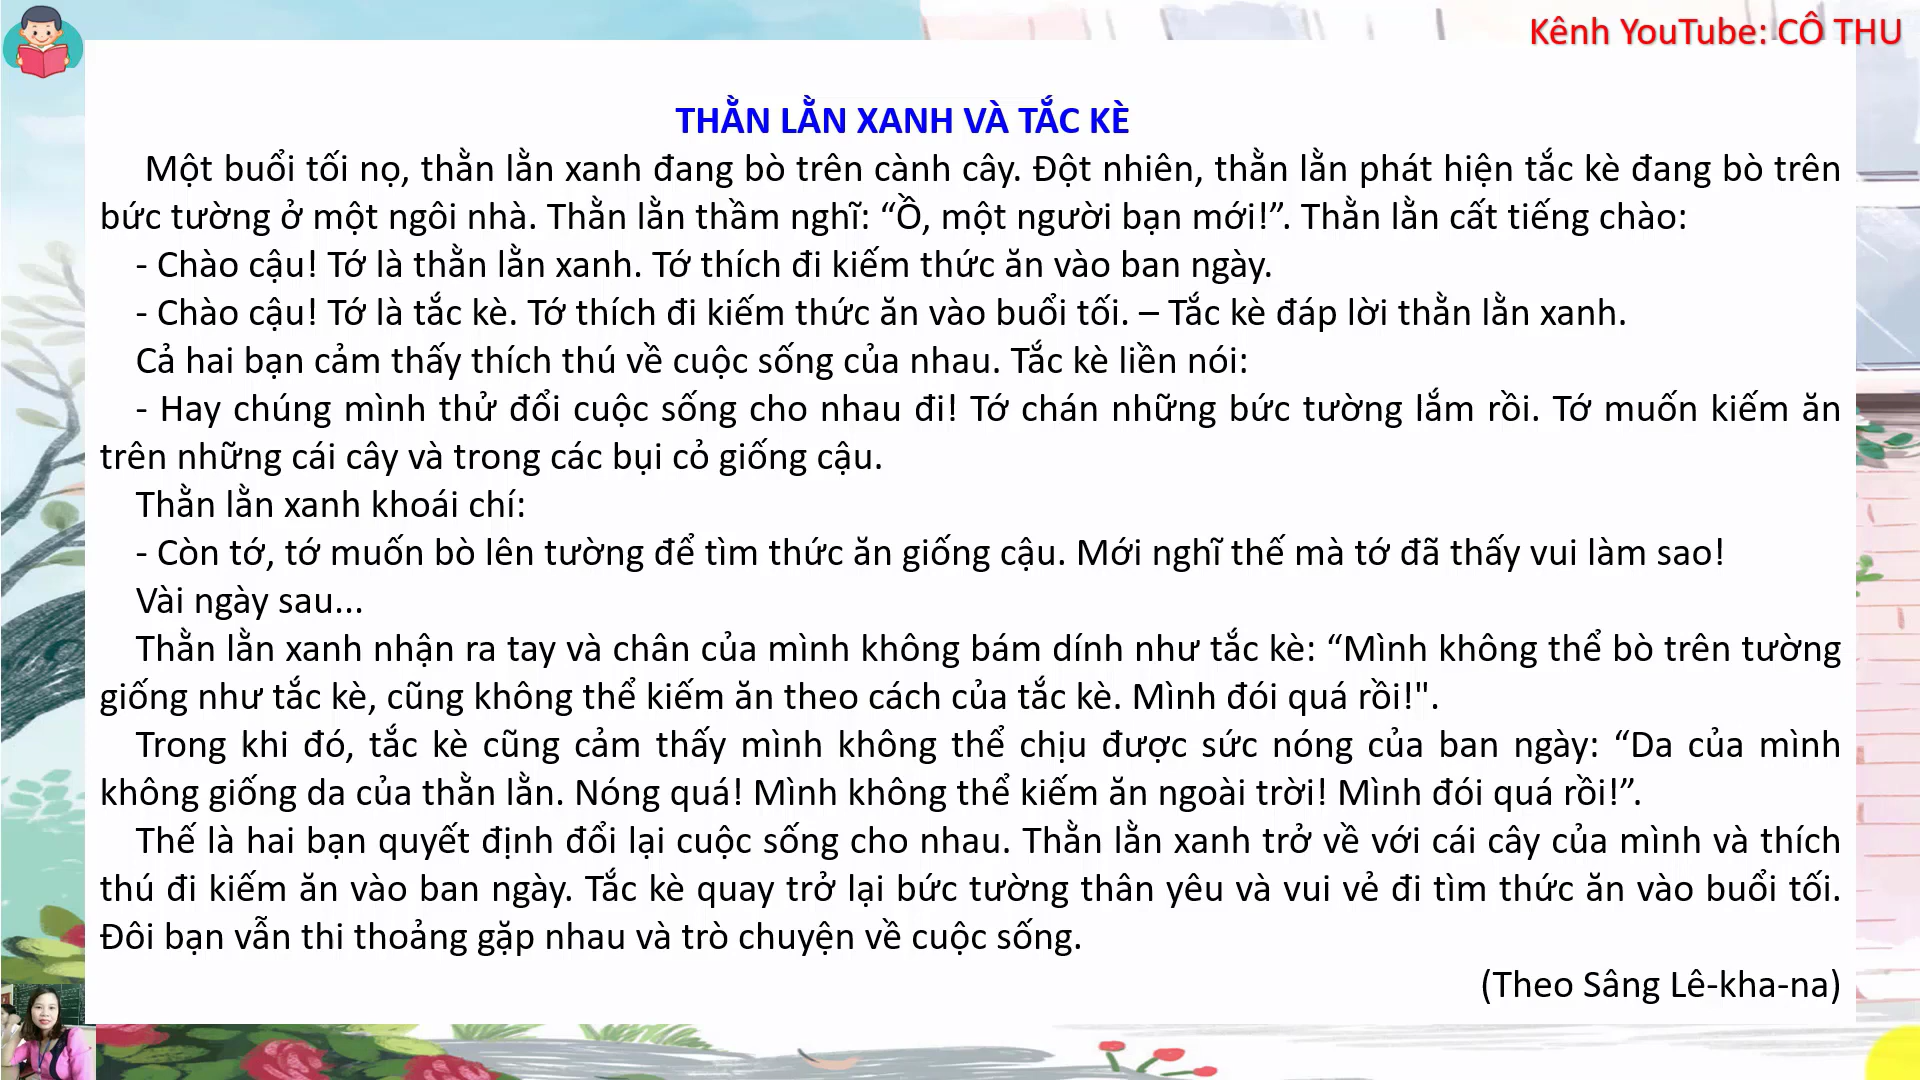 Kênh YouTube: CÔ THU
THẰN LẰN XANH VÀ TẮC KÈ
Một buổi tối nọ, thằn lằn xanh đang bò trên cành cây. Đột nhiên, thằn lằn phát hiện tắc kè đang bò trên
bức tường ở một ngôi nhà. Thằn lằn thầm nghĩ: “Ồ, một người bạn mới!”. Thằn lằn cất tiếng chào:
- Chào cậu! Tớ là thằn lằn xanh. Tớ thích đi kiếm thức ăn vào ban ngày.
- Chào cậu! Tớ là tắc kè. Tớ thích đi kiếm thức ăn vào buổi tối. – Tắc kè đáp lời thằn lằn xanh.
Cả hai bạn cảm thấy thích thú về cuộc sống của nhau. Tắc kè liền nói:
- Hay chúng mình thử đổi cuộc sống cho nhau đi! Tớ chán những bức tường lắm rồi. Tớ muốn kiếm ăn
trên những cái cây và trong các bụi cỏ giống cậu.
Thằn lằn xanh khoái chí:
- Còn tớ, tớ muốn bò lên tường để tìm thức ăn giống cậu. Mới nghĩ thế mà tớ đã thấy vui làm sao!
Vài ngày sau...
Thằn lằn xanh nhận ra tay và chân của mình không bám dính như tắc kè: “Mình không thể bò trên tường
giống như tắc kè, cũng không thể kiếm ăn theo cách của tắc kè. Mình đói quá rồi!".
Trong khi đó, tắc kè cũng cảm thấy mình không thể chịu được sức nóng của ban ngày: “Da của mình
không giống da của thằn lằn. Nóng quá! Mình không thể kiếm ăn ngoài trời! Mình đói quá rồi!”.
Thế là hai bạn quyết định đổi lại cuộc sống cho nhau. Thằn lằn xanh trở về với cái cây của mình và thích
thú đi kiếm ăn vào ban ngày. Tắc kè quay trở lại bức tường thân yêu và vui vẻ đi tìm thức ăn vào buổi tối.
Đôi bạn vẫn thi thoảng gặp nhau và trò chuyện về cuộc sống.
(Theo Sâng Lê-kha-na)